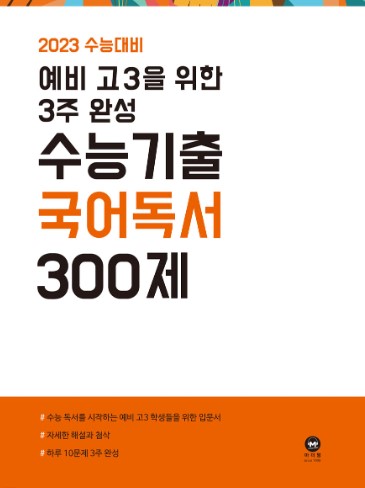 2023 수능대비
예비 고3을 위한
3주 완성
수능기출
국어독서
300제
# 수능 독서를 시작하는 예비 고3 학생들을 위한 입문서
# 자세한 해설과 첨삭
# 하루 10문제 3주 완성
마더텅